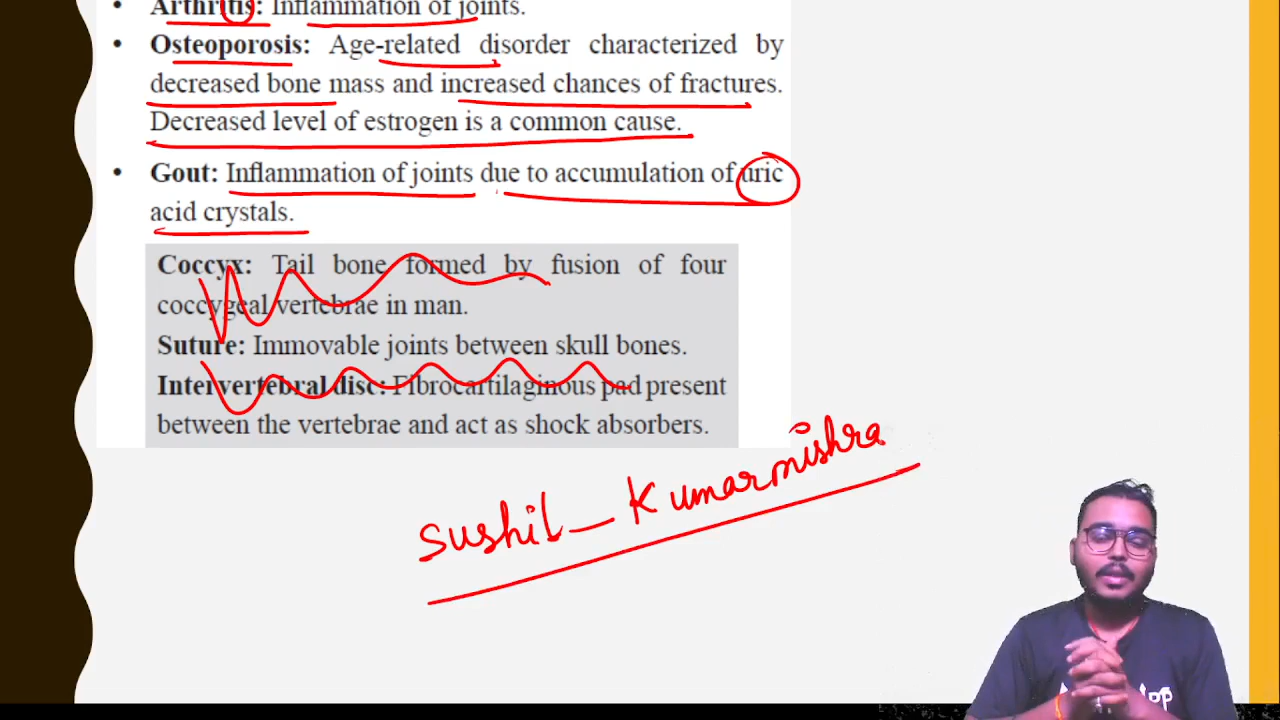 • Arthritis: Inflammation of joints.
• Osteoporosis: Age-related disorder characterized by
decreased bone mass and increased chances of fractures.
Decreased level of estrogen is a common cause.
• Gout: Inflammation of joints due to accumulation of uric
acid crystals.
Coccyx: Tail bone formed by fusion of four
coccygeal vertebrae in man.
Suture: Immovable joints between skull bones.
Intervertebral disc: Fibrocartilaginous pad present
between the vertebrae and act as shock absorbers.
Sushil_Kumarmishra